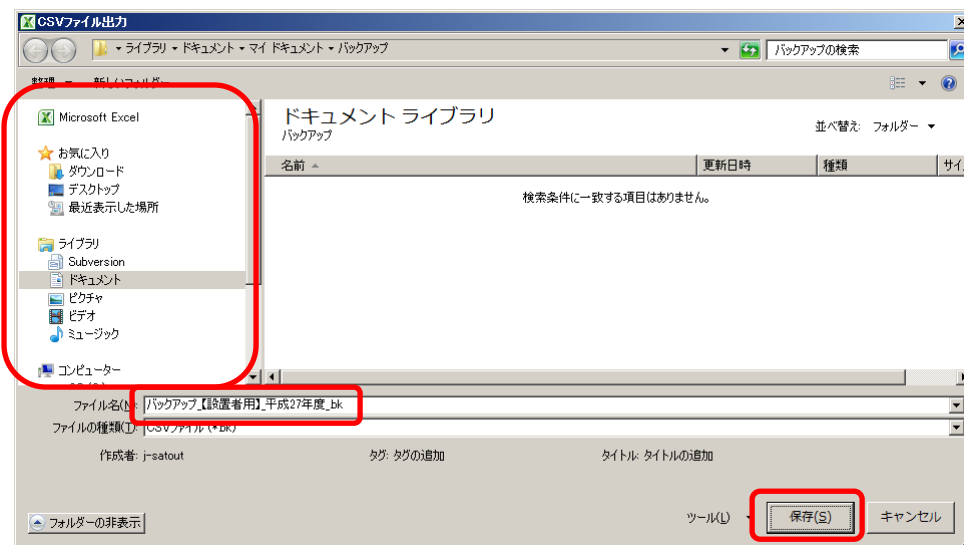 CSVファイル出力
▾ ライブラリ ▾ ドキュメント ▾ マイ ドキュメント ▾ バックアップ
バックアップの検索
整理 ▾ 新しいフォルダー
Microsoft Excel
お気に入り
ダウンロード
デスクトップ
最近表示した場所
ライブラリ
Subversion
ドキュメント
ピクチャ
ビデオ
ミュージック
コンピューター
ドキュメント ライブラリ
バックアップ
並べ替え: フォルダー ▾
名前 更新日時 種類 サイ
検索条件に一致する項目はありません。
ファイル名(N): バックアップ_【設置者用】_平成27年度_bk
ファイルの種類(T): CSVファイル (*bk)
作成者: j-satout タグ: タグの追加 タイトル: タイトルの追加
フォルダーの非表示 ツール(L) 保存(S) キャンセル